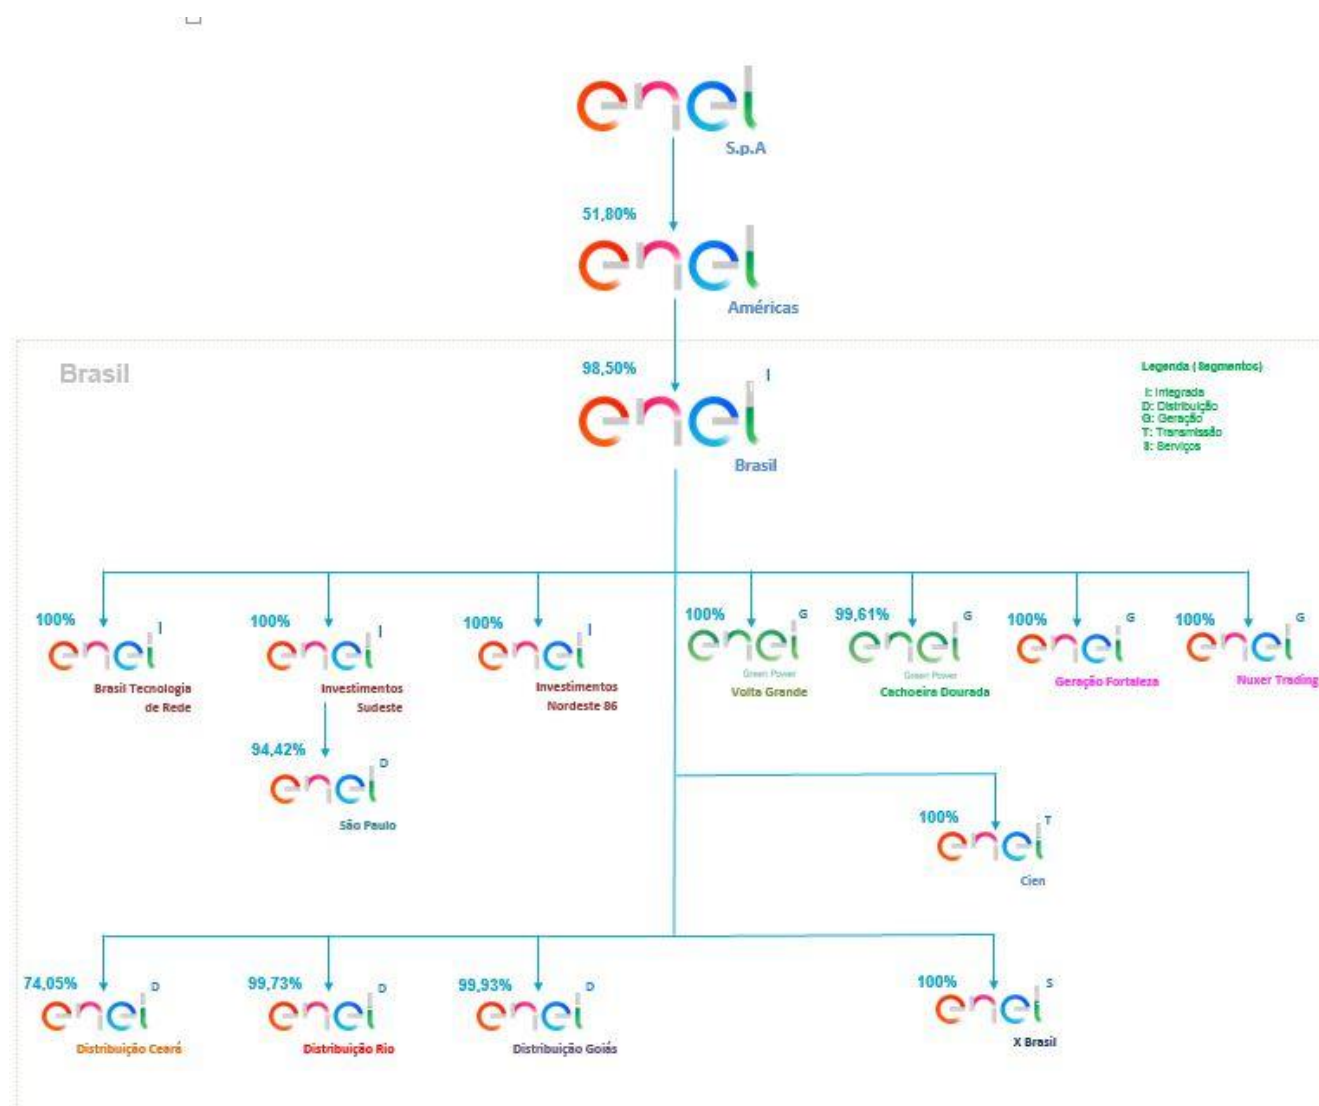 enel
S.p.A
51,80%
enel
Américas
Brasil
98,50%
enel
I
Brasil
Legenda ( Segmentos)
I: Integrada
D: Distribuição
G: Geração
T: Transmissão
S: Serviços
100%
enel
I
Brasil Tecnologia
de Rede
100%
enel
I
Investimentos
Sudeste
100%
enel
I
Investimentos
Nordeste 86
100%
enel
G
Green Power
Volta Grande
99,61%
enel
G
Green Power
Cachoeira Dourada
100%
enel
G
Geração Fortaleza
100%
enel
G
Nuxer Trading
94,42%
enel
D
São Paulo
100%
enel
T
Cien
74,05%
enel
D
Distribuição Ceará
99,73%
enel
D
Distribuição Rio
99,93%
enel
D
Distribuição Goiás
100%
enel
S
X Brasil